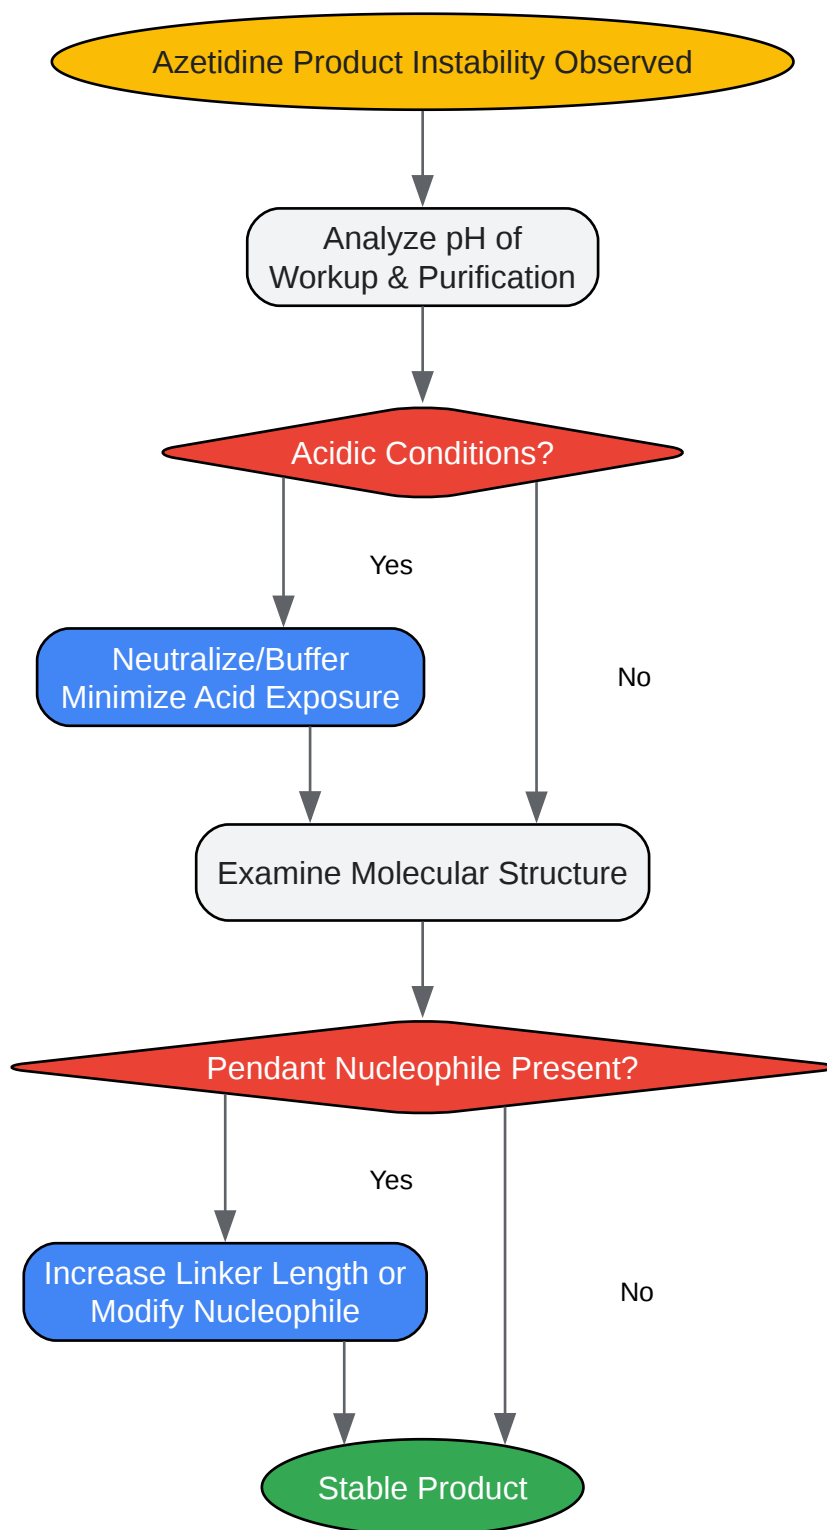 Azetidine Product Instability Observed
Analyze pH of
Workup & Purification
Acidic Conditions?
Yes
Neutralize/Buffer
Minimize Acid Exposure
No
Examine Molecular Structure
Pendant Nucleophile Present?
Yes
Increase Linker Length or
Modify Nucleophile
No
Stable Product